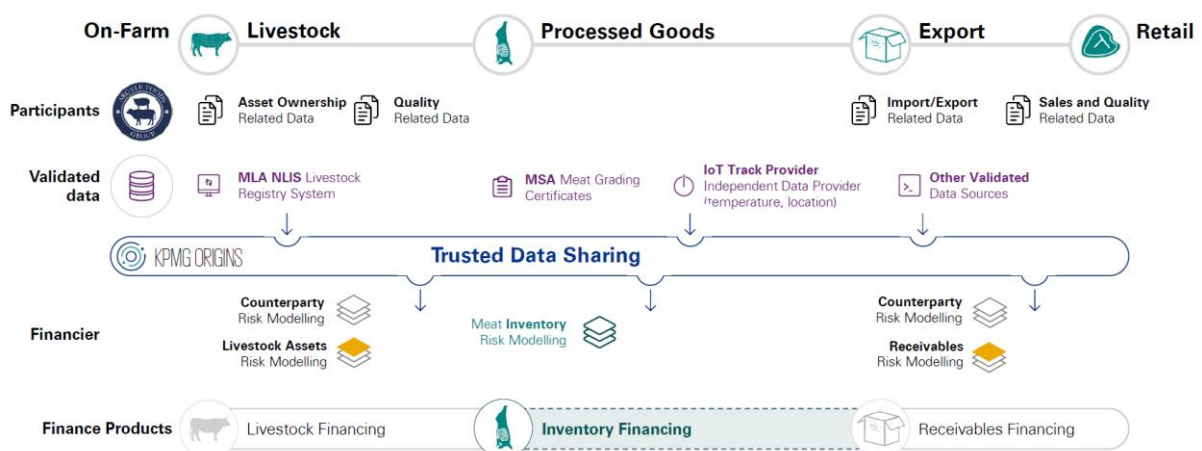 On-Farm
Livestock
Processed Goods
Export
Retail
Participants
ARGYLE FOODS
GROUP
Asset Ownership
Related Data
Quality
Related Data
Import/Export
Related Data
Sales and Quality
Related Data
Validated
data
MLA NLIS Livestock
Registry System
MSA Meat Grading
Certificates
IoT Track Provider
Independent Data Provider
(temperature, location)
Other Validated
Data Sources
KPMG ORIGINS
Trusted Data Sharing
Financier
Counterparty
Risk Modelling
Livestock Assets
Risk Modelling
Meat Inventory
Risk Modelling
Counterparty
Risk Modelling
Receivables
Risk Modelling
Finance Products
Livestock Financing
Inventory Financing
Receivables Financing